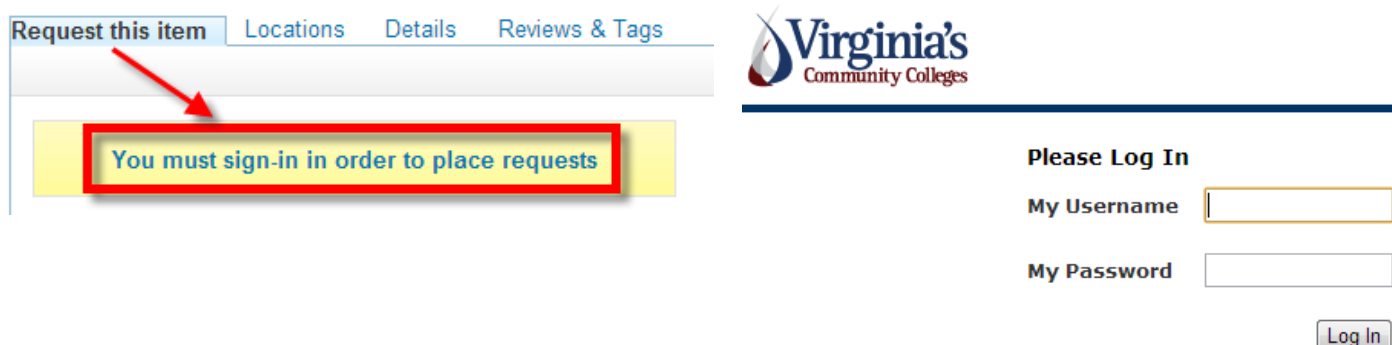 Request this item Locations Details Reviews & Tags
You must sign-in in order to place requests
Virginia's
Community Colleges
Please Log In
My Username
My Password
Log In